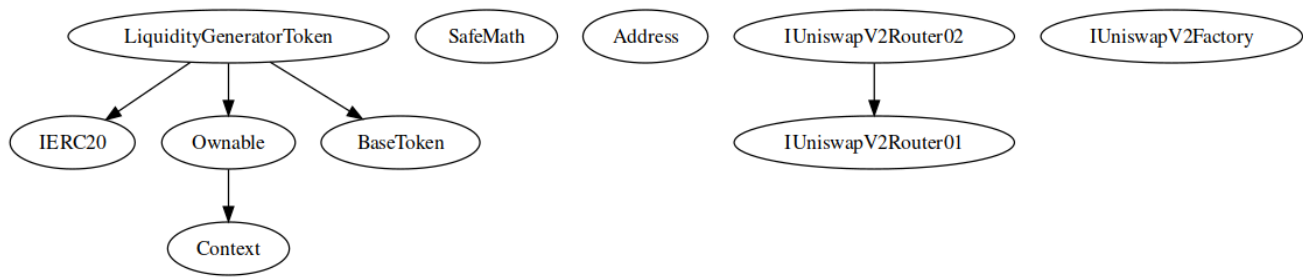 LiquidityGeneratorToken
SafeMath
Address
IUniswapV2Router02
IUniswapV2Factory
IERC20
Ownable
BaseToken
IUniswapV2Router01
Context